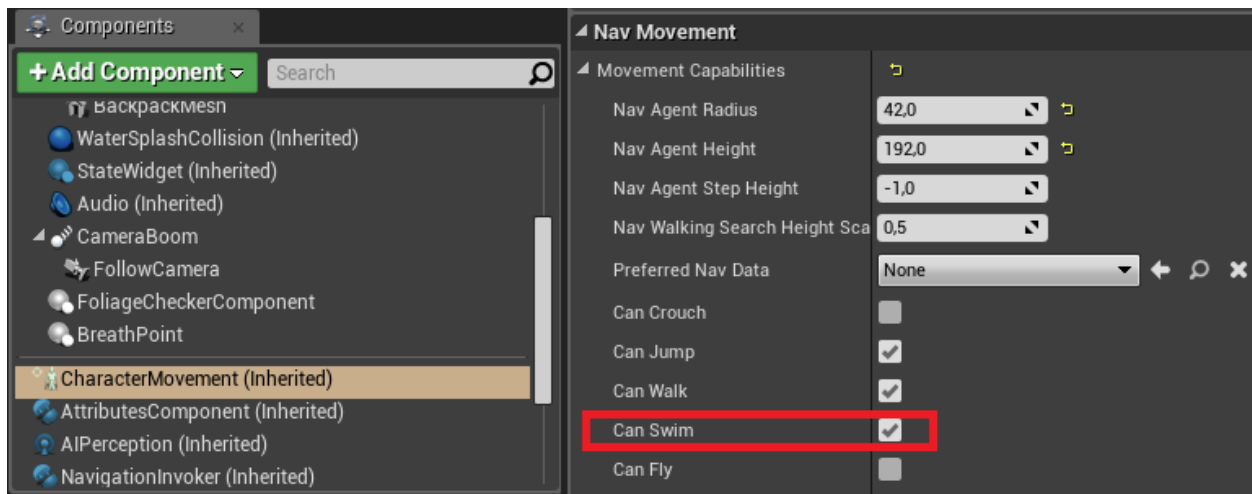 Components
+ Add Component
Search
BackpackMesh
WaterSplashCollision (Inherited)
StateWidget (Inherited)
Audio (Inherited)
CameraBoom
FollowCamera
FoliageCheckerComponent
BreathPoint
CharacterMovement (Inherited)
AttributesComponent (Inherited)
AIPerception (Inherited)
NavigationInvoker (Inherited)
Nav Movement
Movement Capabilities
Nav Agent Radius 42,0
Nav Agent Height 192,0
Nav Agent Step Height -1,0
Nav Walking Search Height Sca 0,5
Preferred Nav Data None
Can Crouch
Can Jump
Can Walk
Can Swim
Can Fly